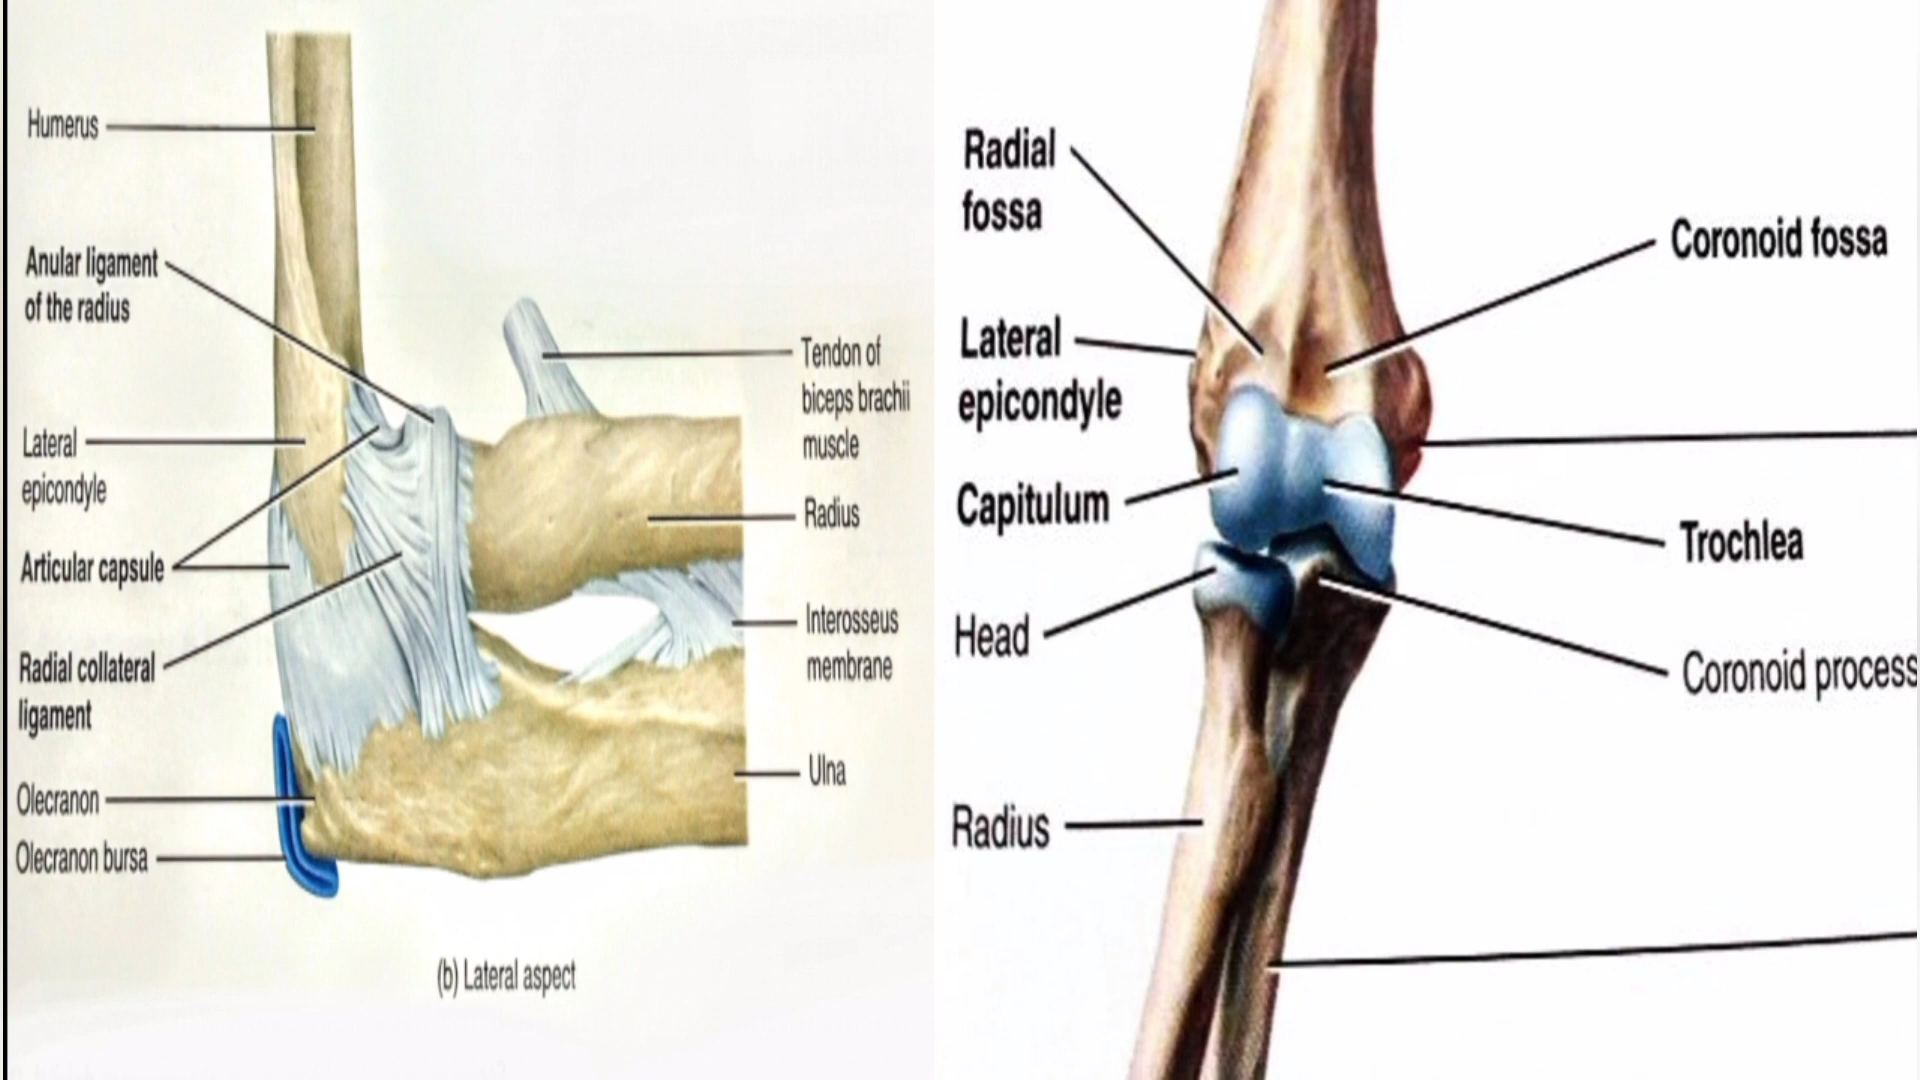 Humerus
Anular ligament
of the radius
Lateral
epicondyle
Articular capsule
Radial collateral
ligament
Olecranon
Olecranon bursa
Tendon of
biceps brachii
muscle
Radius
Interosseus
membrane
Ulna
(b) Lateral aspect
Radial
fossa
Lateral
epicondyle
Capitulum
Head
Radius
Coronoid fossa
Trochlea
Coronoid process